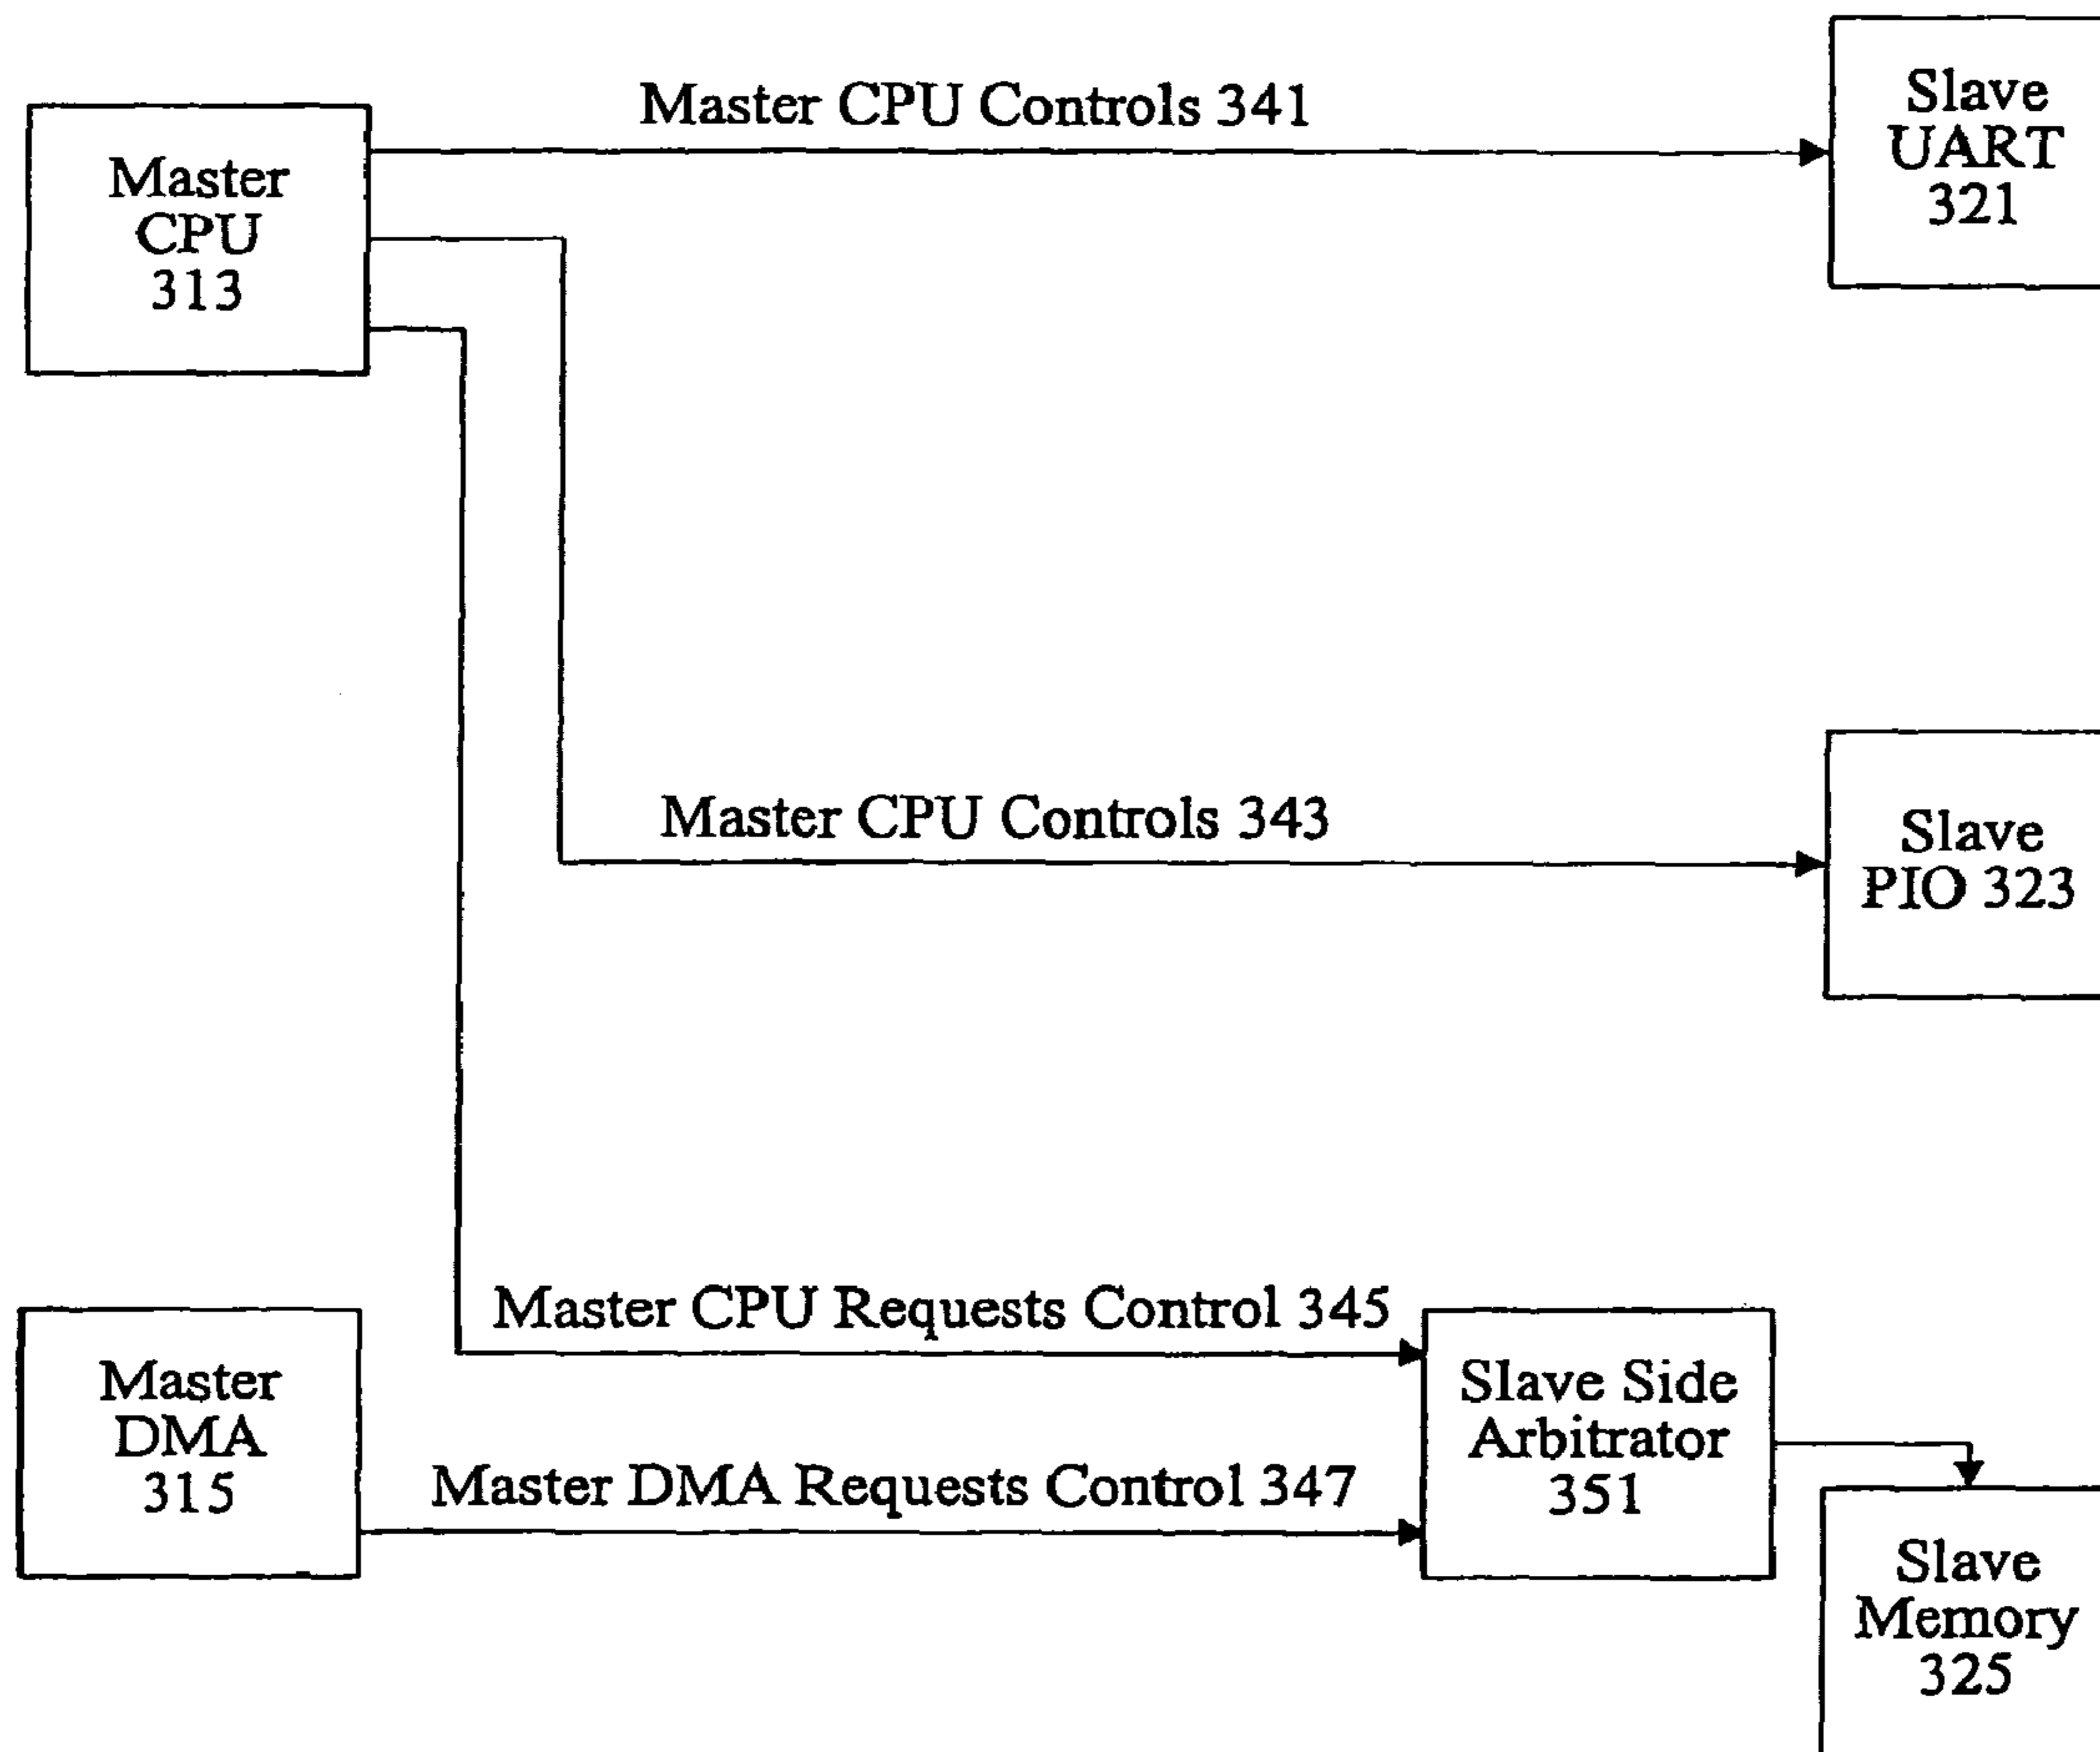 Master CPU Controls 341
Slave
UART
321
Master
CPU
313
Master CPU Controls 343
Slave
PIO 323
Master CPU Requests Control 345
Master
DMA
315
Slave Side
Arbitrator
351
Master DMA Requests Control 347
Slave
Memory
325